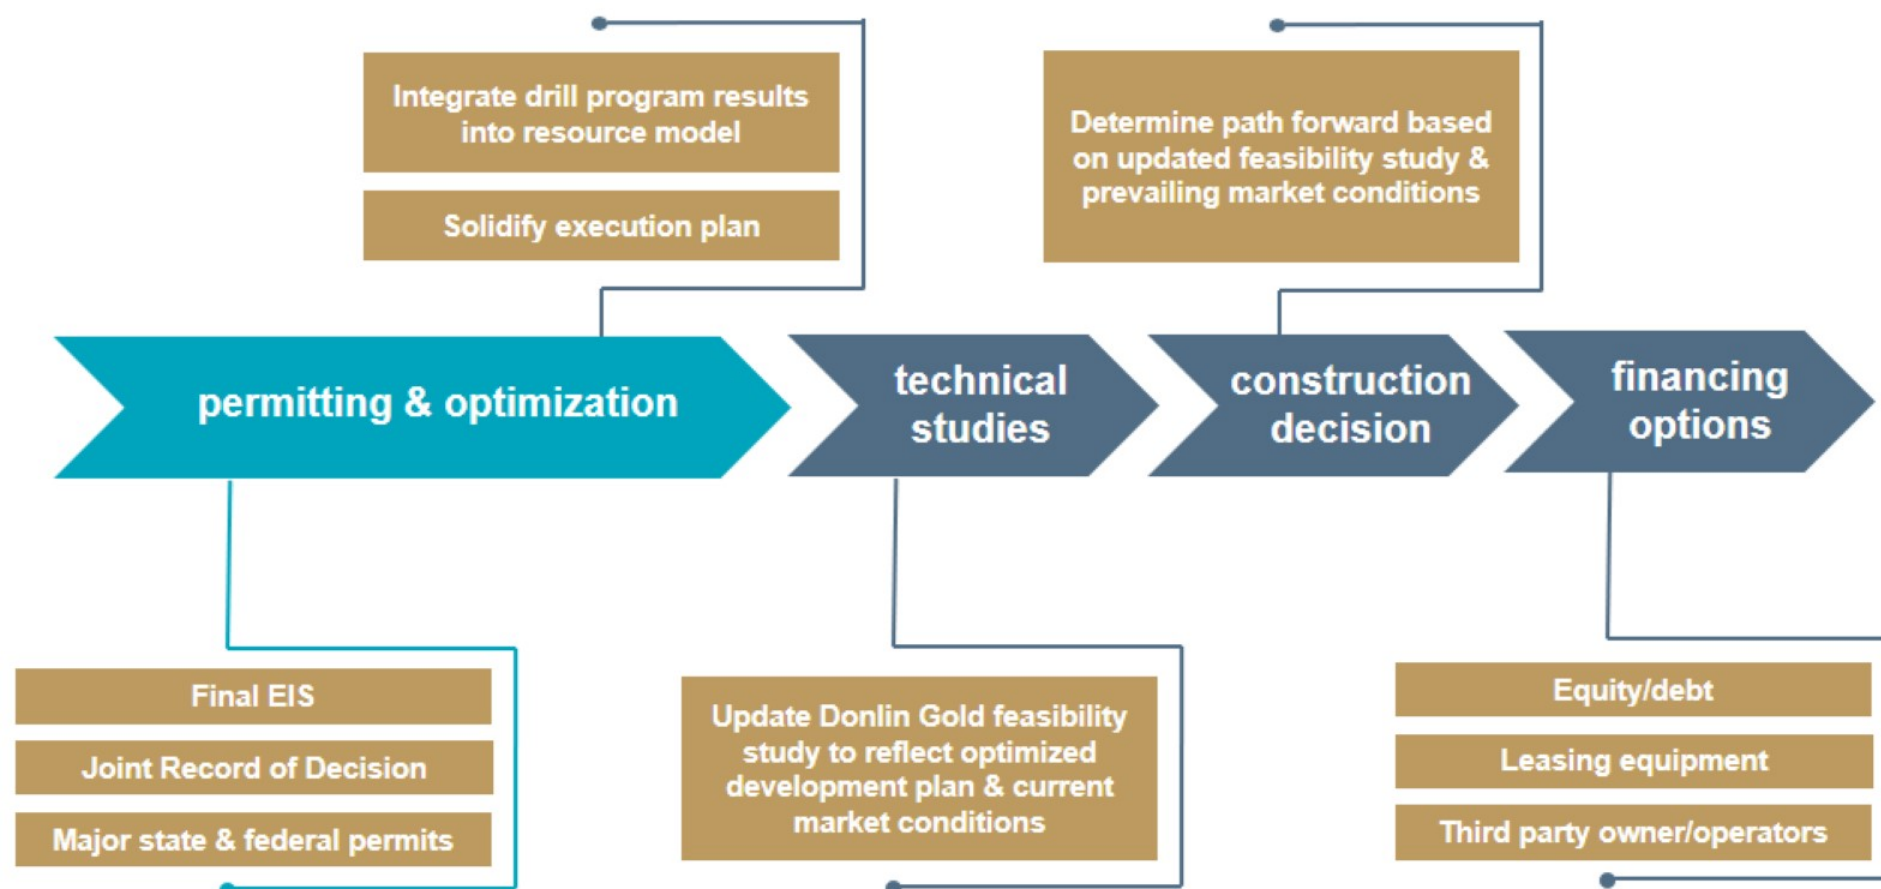 Integrate drill program results
into resource model
Solidify execution plan
Determine path forward based
on updated feasibility study &
prevailing market conditions
permitting & optimization
technical
studies
construction
decision
financing
options
Final EIS
Joint Record of Decision
Major state & federal permits
Update Donlin Gold feasibility
study to reflect optimized
development plan & current
market conditions
Equity/debt
Leasing equipment
Third party owner/operators